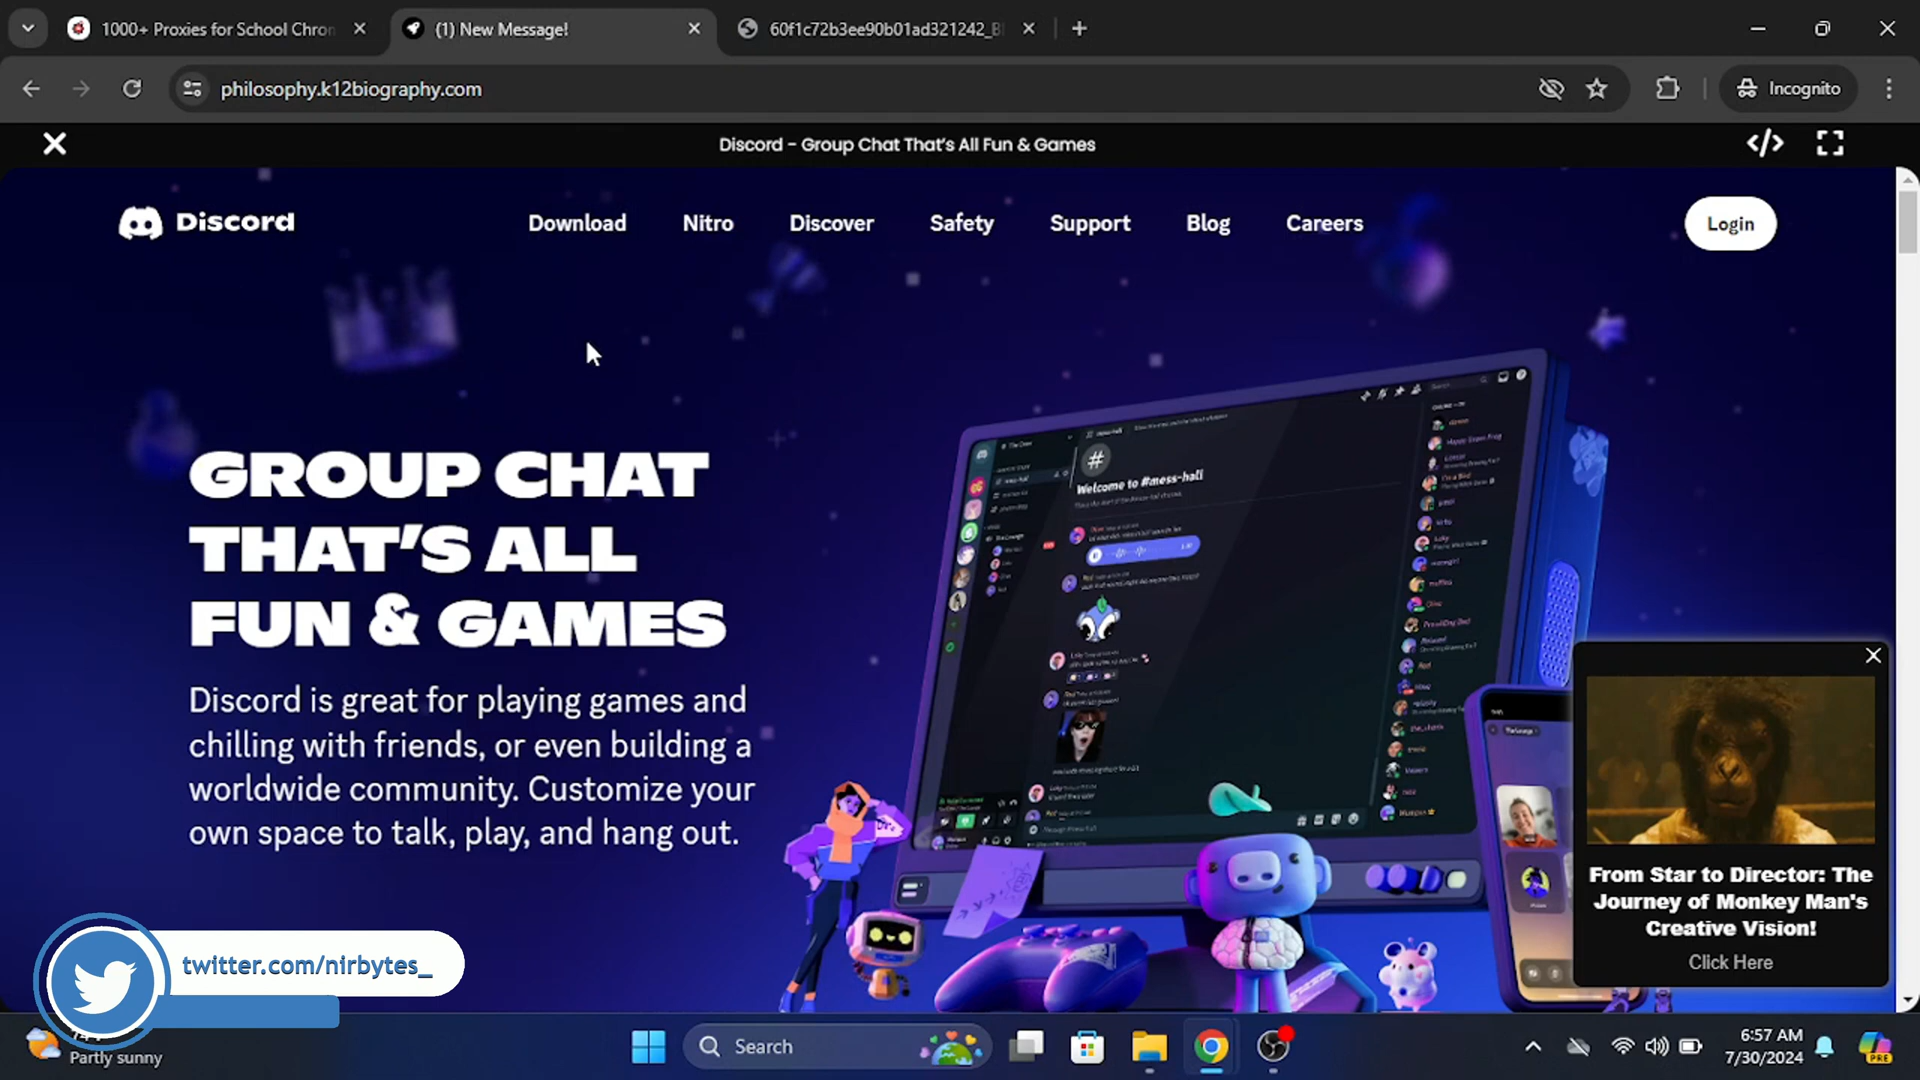 1000+ Proxies for School Chron
(1) New Message!
60f1c72b3ee90b01ad321242_B
philosophy.k12biography.com
Incognito
Discord - Group Chat That's All Fun & Games
Discord
Download
Nitro
Discover
Safety
Support
Blog
Careers
Login
GROUP CHAT
THAT'S ALL
FUN & GAMES
Discord is great for playing games and
chilling with friends, or even building a
worldwide community. Customize your
own space to talk, play, and hang out.
Welcome to #mess-hall
From Star to Director: The
Journey of Monkey Man's
Creative Vision!
Click Here
twitter.com/nirbytes_
Partly sunny
Search
6:57 AM
7/30/2024
PRE